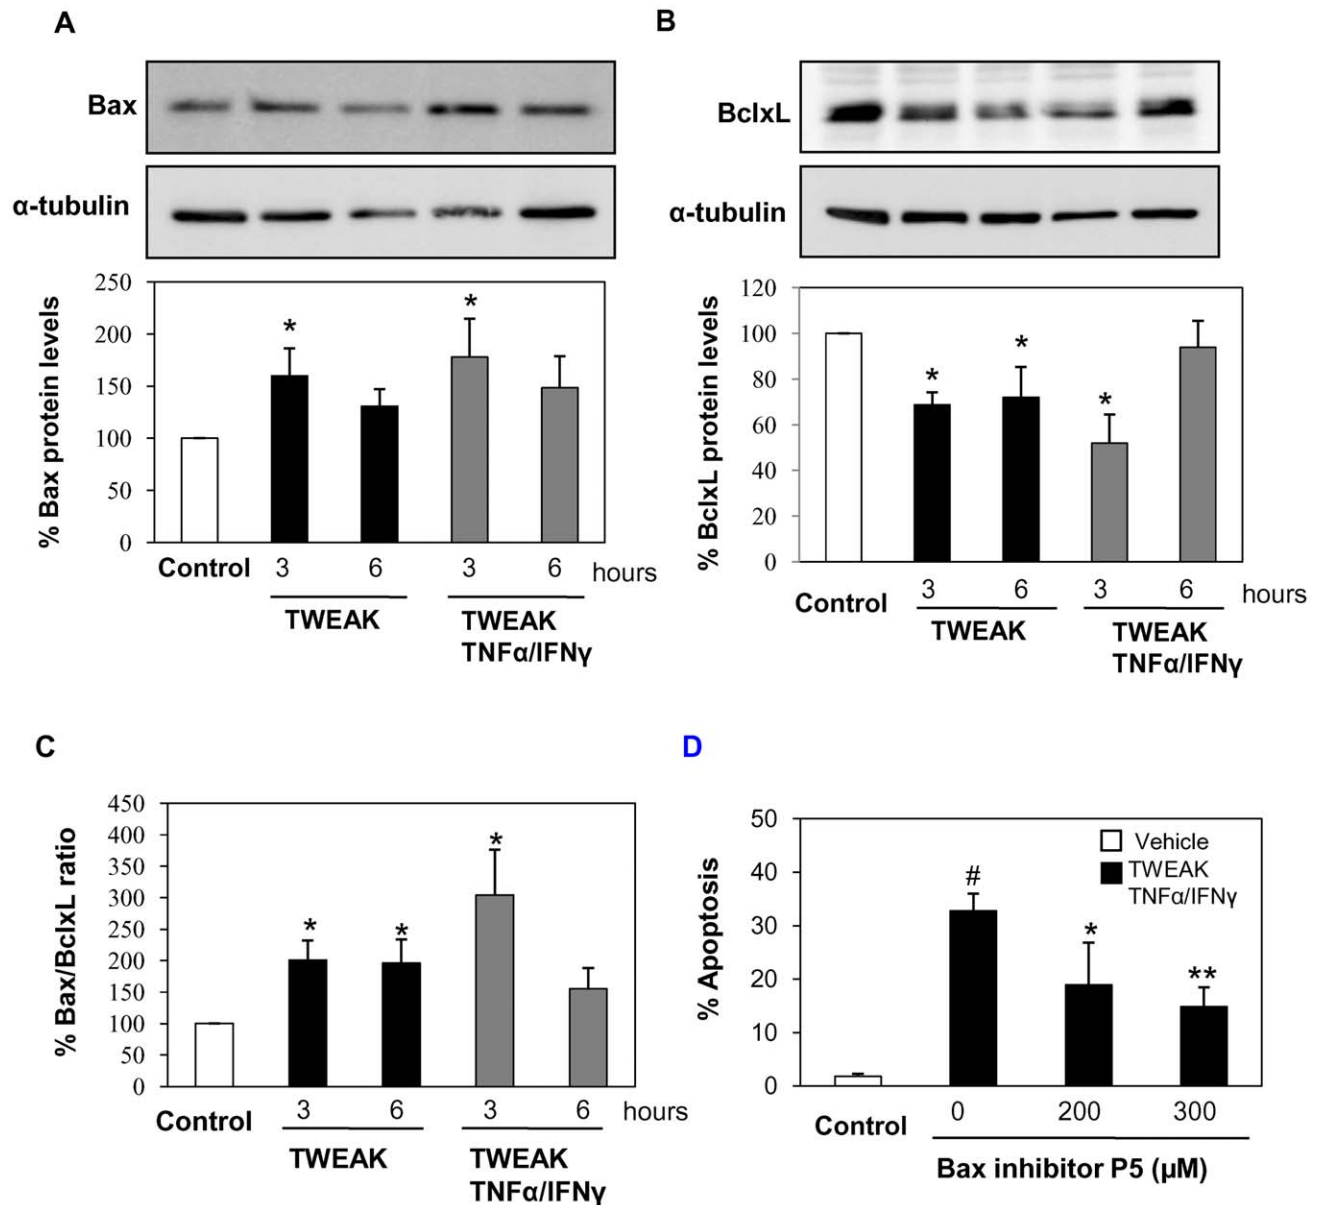 A
Bax
α-tubulin
% Bax protein levels
250
200
150
100
50
0
* *
Control 3 6 3 6 hours
TWEAK TWEAK
TNFα/IFNγ
B
BclxL
α-tubulin
% BclxL protein levels
120
100
80
60
40
20
0
* * *
Control 3 6 3 6 hours
TWEAK TWEAK
TNFα/IFNγ
C
% Bax/BclxL ratio
450
400
350
300
250
200
150
100
50
0
* * *
Control 3 6 3 6 hours
TWEAK TWEAK
TNFα/IFNγ
D
% Apoptosis
50
40
30
20
10
0
Vehicle
TWEAK
TNFα/IFNγ
# * **
Control 0 200 300
Bax inhibitor P5 (µM)